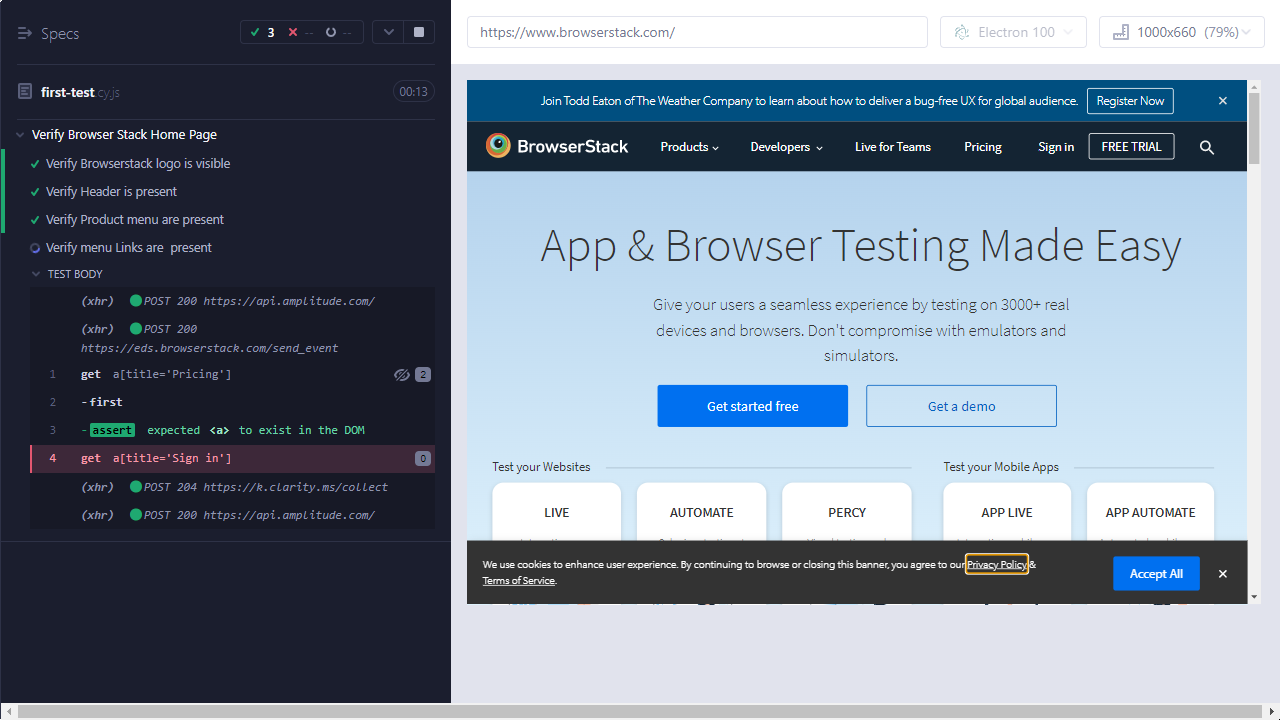 Specs
3 -- --
first-test.cy.js
00:13
Verify Browser Stack Home Page
Verify Browserstack logo is visible
Verify Header is present
Verify Product menu are present
Verify menu Links are  present
TEST BODY
(xhr) POST 200 https://api.amplitude.com/
(xhr) POST 200
https://eds.browserstack.com/send_event
1 get a[title='Pricing'] 2
2 -first
3 -assert expected <a> to exist in the DOM
4 get a[title='Sign in'] 0
(xhr) POST 204 https://k.clarity.ms/collect
(xhr) POST 200 https://api.amplitude.com/
https://www.browserstack.com/
Electron 100
1000x660 (79%)
Join Todd Eaton of The Weather Company to learn about how to deliver a bug-free UX for global audience. Register Now
BrowserStack Products Developers Live for Teams Pricing Sign in FREE TRIAL
App & Browser Testing Made Easy
Give your users a seamless experience by testing on 3000+ real
devices and browsers. Don't compromise with emulators and
simulators.
Get started free Get a demo
Test your Websites Test your Mobile Apps
LIVE AUTOMATE PERCY APP LIVE APP AUTOMATE
We use cookies to enhance user experience. By continuing to browse or closing this banner, you agree to our Privacy Policy &
Terms of Service.
Accept All